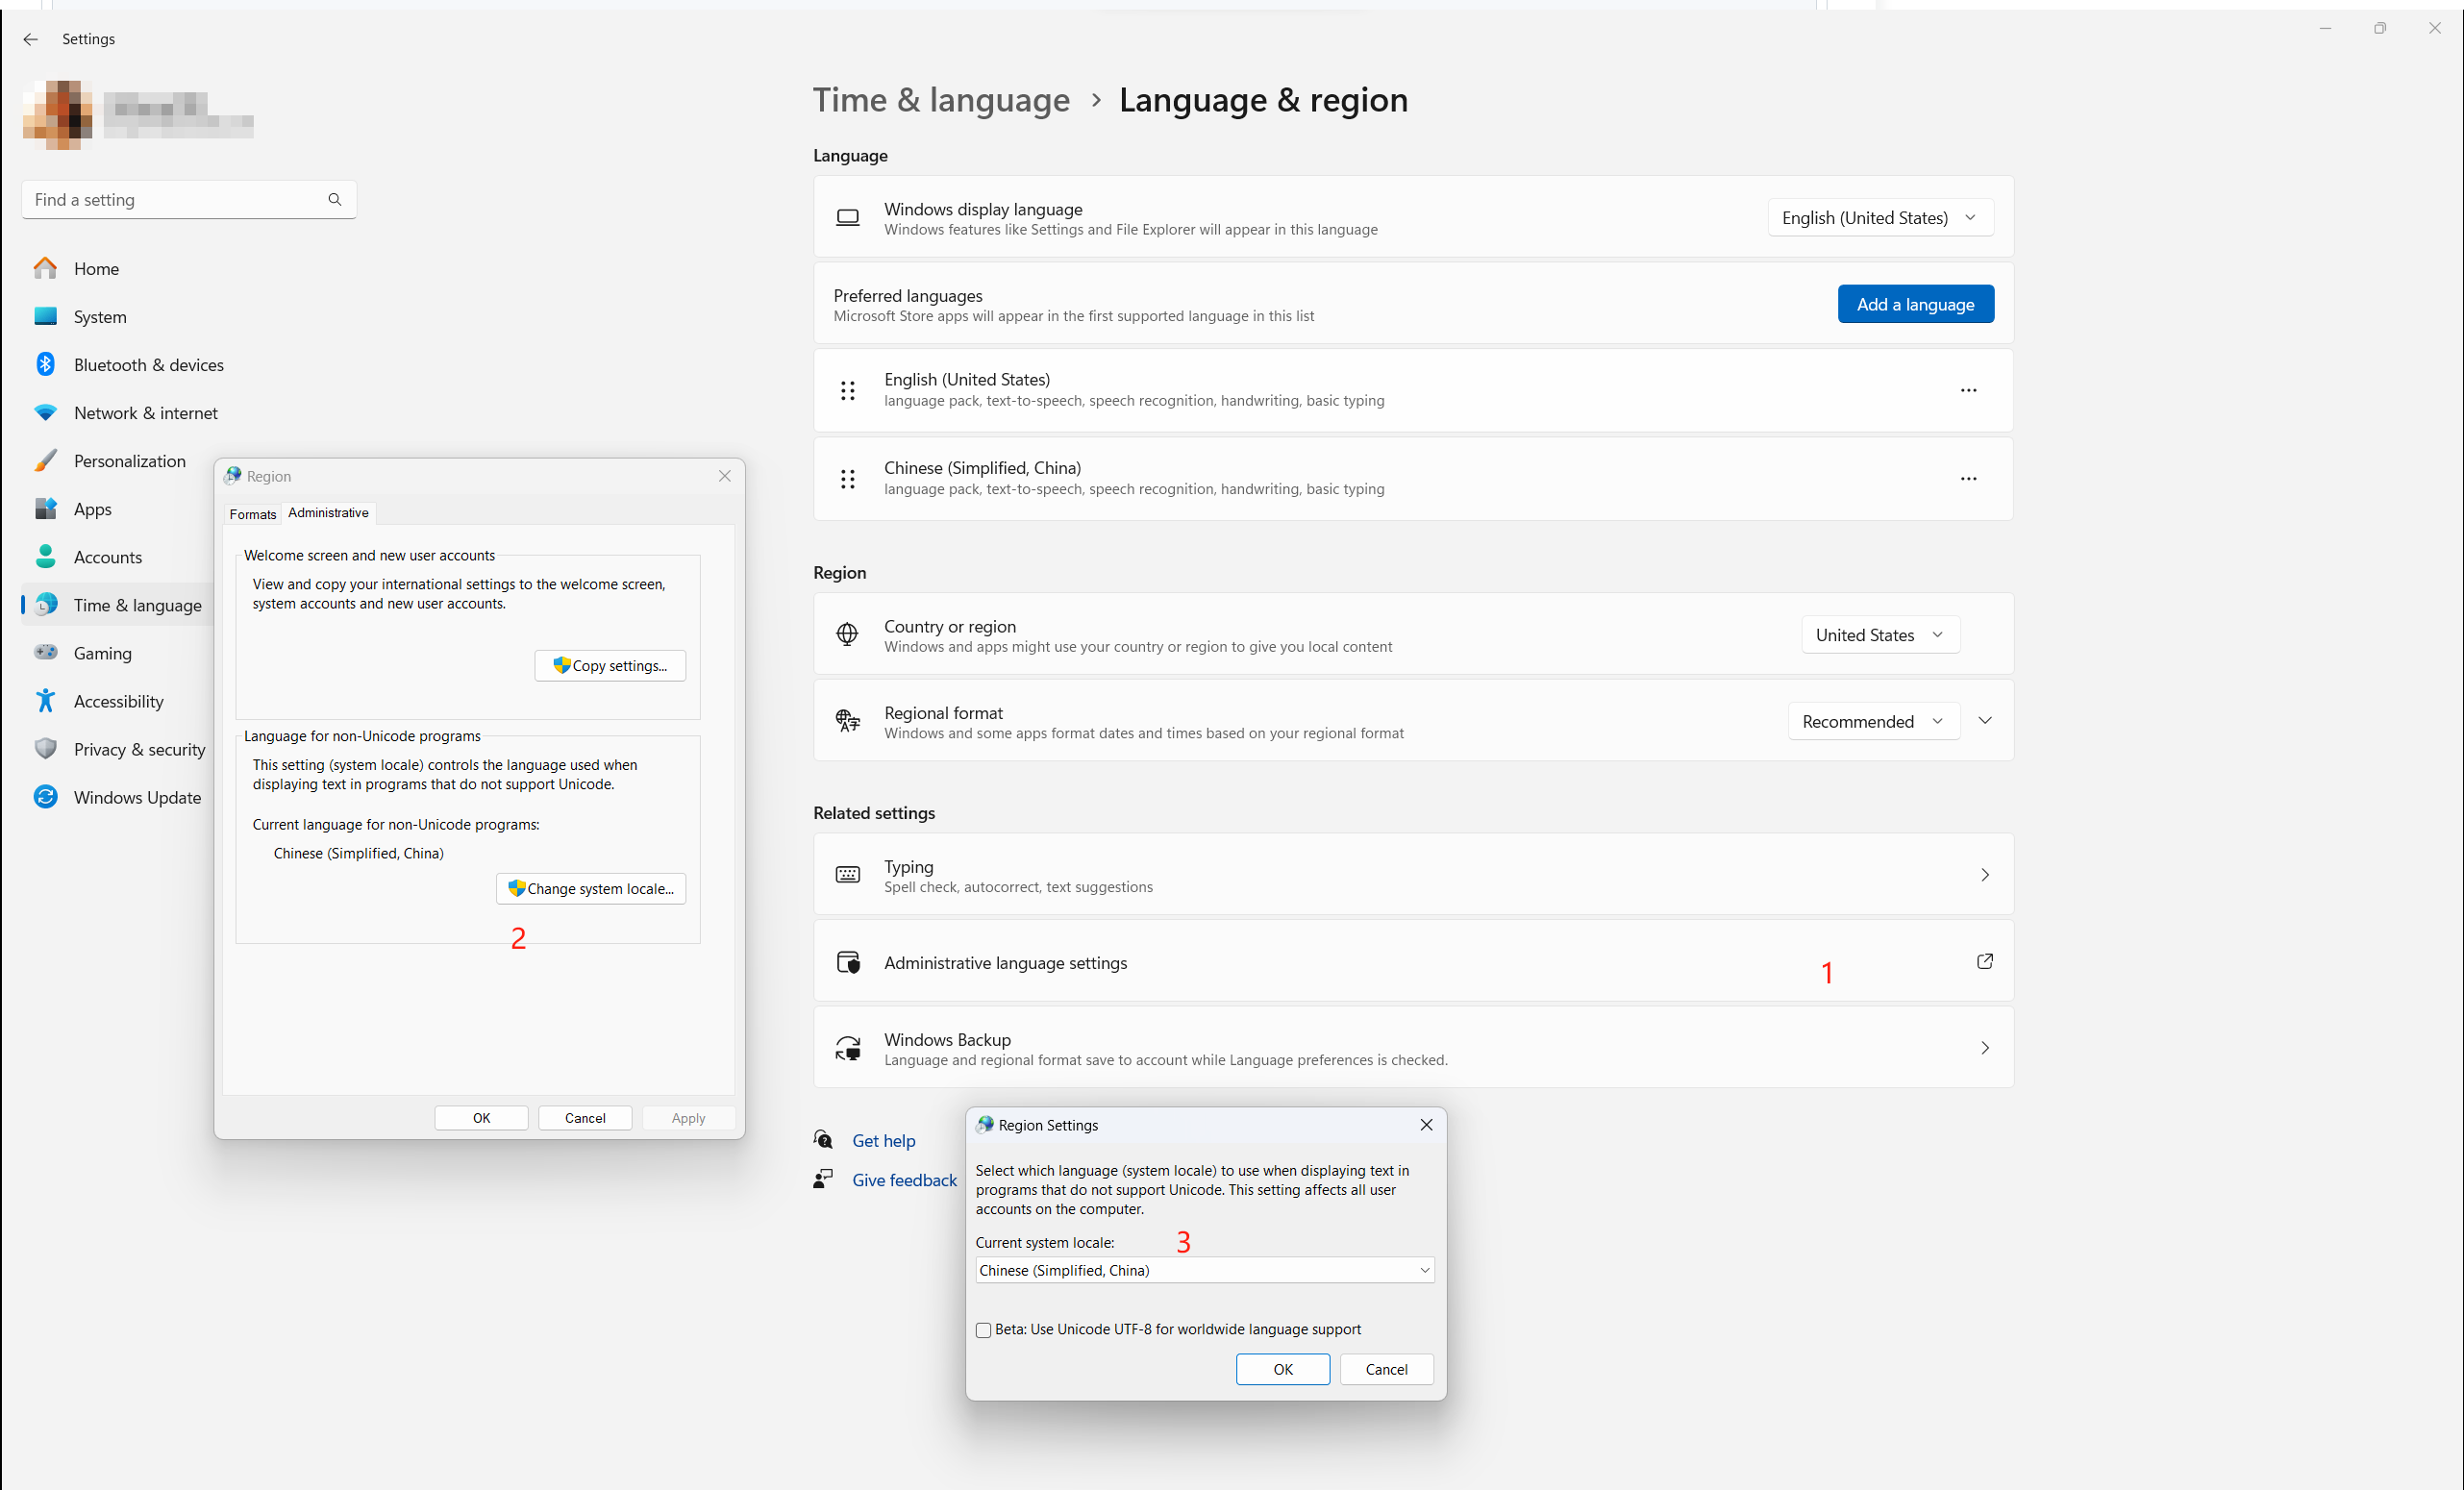 Settings
Find a setting
Home
System
Bluetooth & devices
Network & internet
Personalization
Apps
Accounts
Time & language
Gaming
Accessibility
Privacy & security
Windows Update
Time & language › Language & region
Language
Windows display language
Windows features like Settings and File Explorer will appear in this language
English (United States)
Preferred languages
Microsoft Store apps will appear in the first supported language in this list
Add a language
English (United States)
language pack, text-to-speech, speech recognition, handwriting, basic typing
Chinese (Simplified, China)
language pack, text-to-speech, speech recognition, handwriting, basic typing
Region
Country or region
Windows and apps might use your country or region to give you local content
United States
Regional format
Windows and some apps format dates and times based on your regional format
Recommended
Related settings
Typing
Spell check, autocorrect, text suggestions
Administrative language settings
1
Windows Backup
Language and regional format save to account while Language preferences is checked.
Get help
Give feedback
Region
Formats
Administrative
Welcome screen and new user accounts
View and copy your international settings to the welcome screen,
system accounts and new user accounts.
Copy settings...
Language for non-Unicode programs
This setting (system locale) controls the language used when
displaying text in programs that do not support Unicode.
Current language for non-Unicode programs:
Chinese (Simplified, China)
Change system locale...
2
OK
Cancel
Apply
Region Settings
Select which language (system locale) to use when displaying text in
programs that do not support Unicode. This setting affects all user
accounts on the computer.
Current system locale:
3
Chinese (Simplified, China)
Beta: Use Unicode UTF-8 for worldwide language support
OK
Cancel